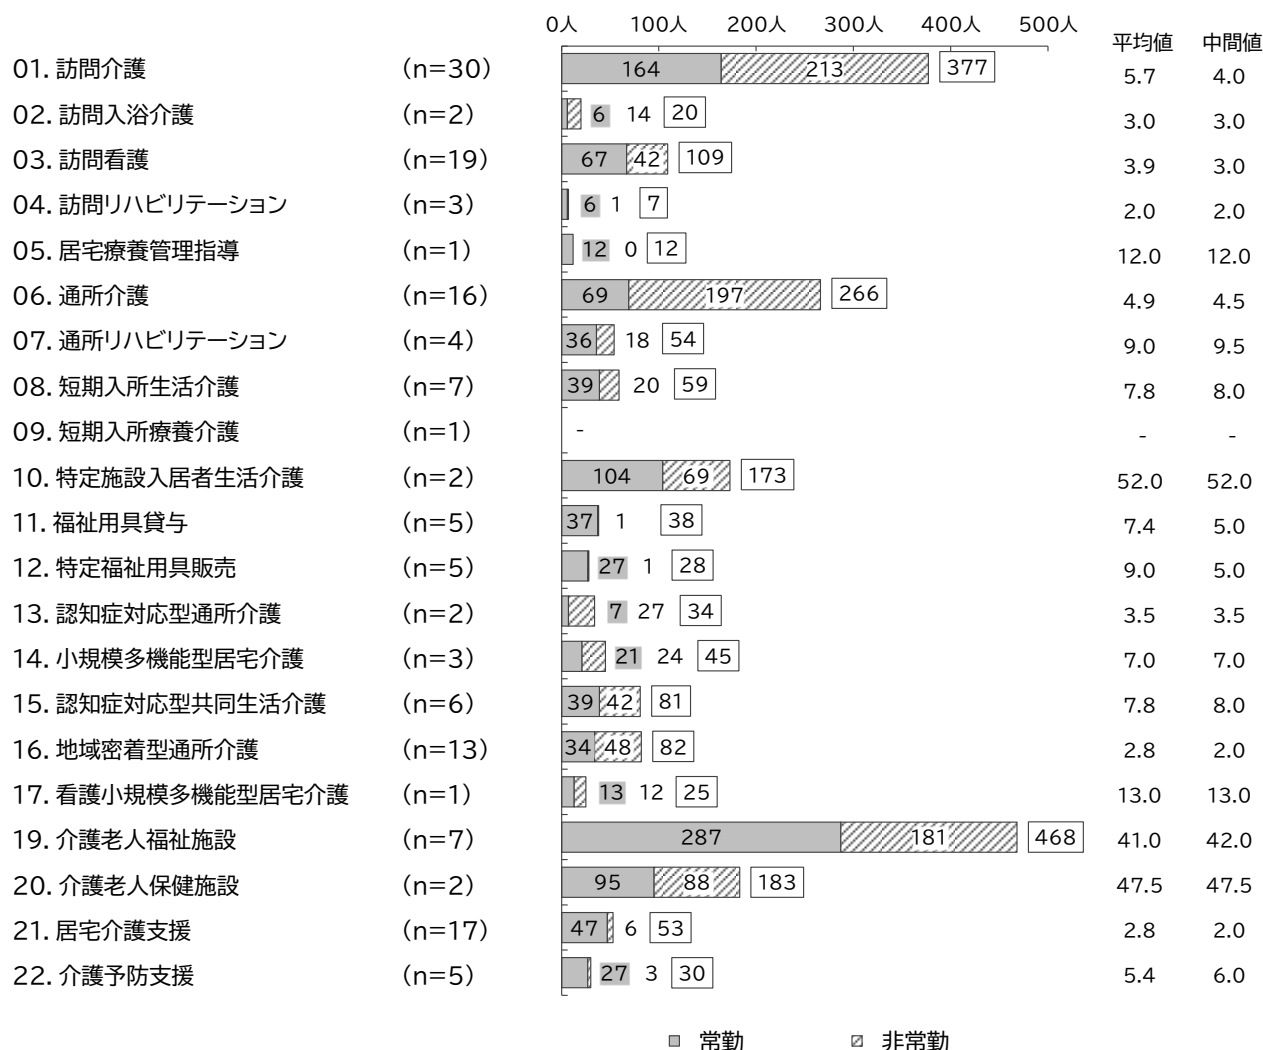 0人 100人 200人 300人 400人 500人
平均値 中間値
01. 訪問介護 (n=30) 164 213 377 5.7 4.0
02. 訪問入浴介護 (n=2) 6 14 20 3.0 3.0
03. 訪問看護 (n=19) 67 42 109 3.9 3.0
04. 訪問リハビリテーション (n=3) 6 1 7 2.0 2.0
05. 居宅療養管理指導 (n=1) 12 0 12 12.0 12.0
06. 通所介護 (n=16) 69 197 266 4.9 4.5
07. 通所リハビリテーション (n=4) 36 18 54 9.0 9.5
08. 短期入所生活介護 (n=7) 39 20 59 7.8 8.0
09. 短期入所療養介護 (n=1) - - -
10. 特定施設入居者生活介護 (n=2) 104 69 173 52.0 52.0
11. 福祉用具貸与 (n=5) 37 1 38 7.4 5.0
12. 特定福祉用具販売 (n=5) 27 1 28 9.0 5.0
13. 認知症対応型通所介護 (n=2) 7 27 34 3.5 3.5
14. 小規模多機能型居宅介護 (n=3) 21 24 45 7.0 7.0
15. 認知症対応型共同生活介護 (n=6) 39 42 81 7.8 8.0
16. 地域密着型通所介護 (n=13) 34 48 82 2.8 2.0
17. 看護小規模多機能型居宅介護 (n=1) 13 12 25 13.0 13.0
19. 介護老人福祉施設 (n=7) 287 181 468 41.0 42.0
20. 介護老人保健施設 (n=2) 95 88 183 47.5 47.5
21. 居宅介護支援 (n=17) 47 6 53 2.8 2.0
22. 介護予防支援 (n=5) 27 3 30 5.4 6.0
常勤 非常勤